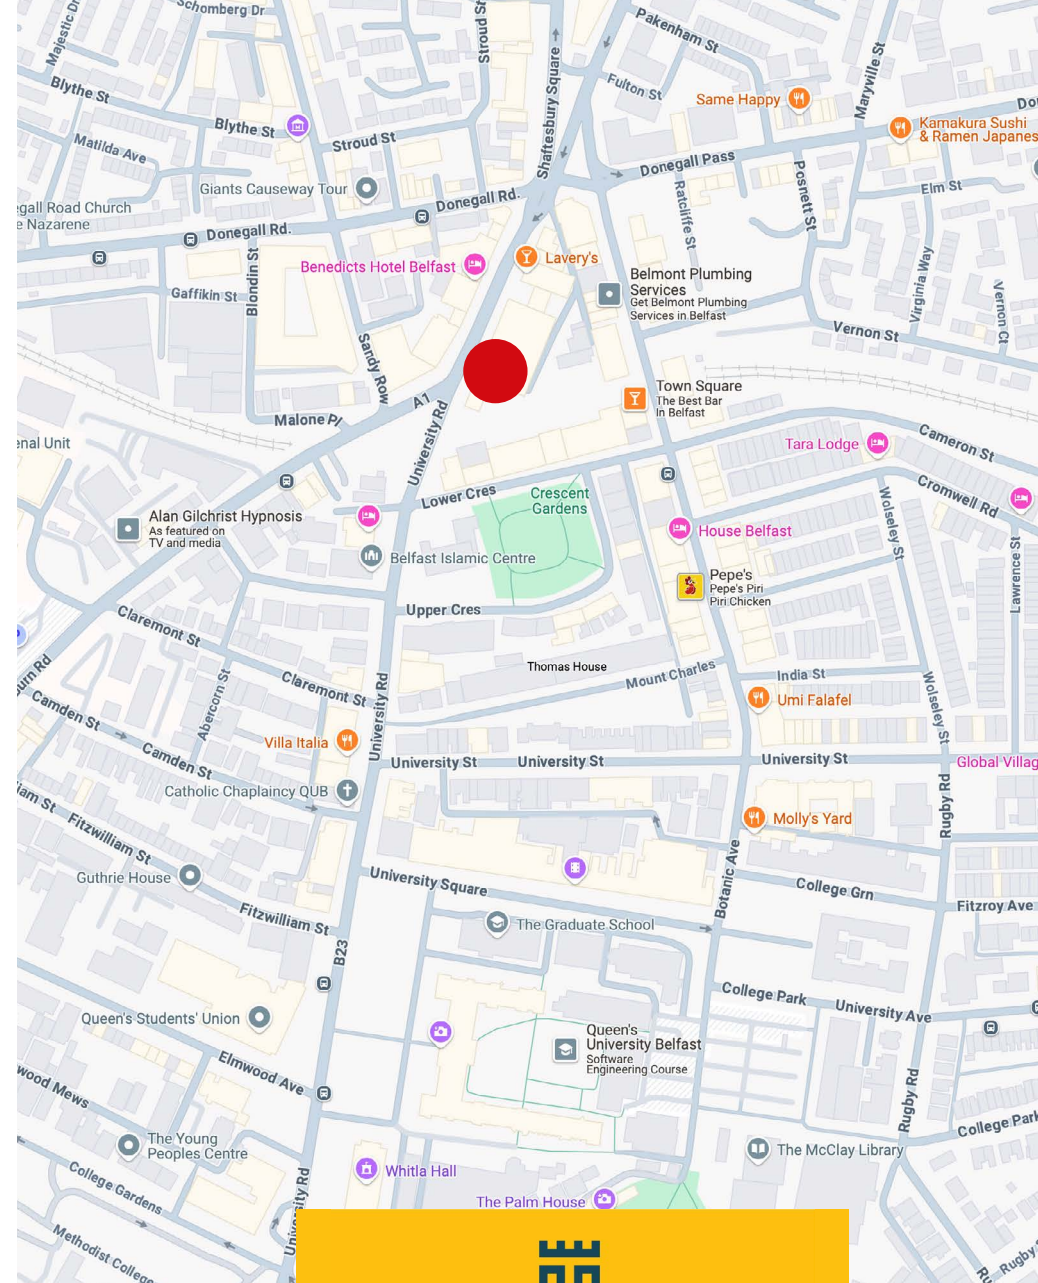 Schomberg Dr
Majestic Dr
Stroud St
Pakenham St
Maryville St
Blythe St
Fulton St
Same Happy
Blythe St
Shaftesbury Square
Kamakura Sushi
& Ramen Japanes
Matilda Ave
Stroud St
Donegall Pass
Giants Causeway Tour
Posnett St
Elm St
Donegall Rd.
egall Road Church
e Nazarene
Ratcliffe St
Donegall Rd.
Lavery's
Benedicts Hotel Belfast
Belmont Plumbing
Services
Get Belmont Plumbing
Services in Belfast
Blondin St
Gaffikin St
Virginia Way
Vernon Ct
Vernon St
Sandy Row
Town Square
The Best Bar
In Belfast
A1
Malone Pl
University Rd
enal Unit
Tara Lodge
Cameron St
Lower Cres
Crescent
Gardens
Cromwell Rd
Alan Gilchrist Hypnosis
As featured on
TV and media
House Belfast
Wolseley St
Belfast Islamic Centre
Pepe's
Pepe's Piri
Piri Chicken
Lawrence St
Upper Cres
Claremont St
Thomas House
Mount Charles
India St
urn Rd
Claremont St
Abercorn St
Umi Falafel
Wolseley St
Camden St
University Rd
Villa Italia
Camden St
University St
University St
University St
Global Villag
Catholic Chaplaincy QUB
iam St
Molly's Yard
Rugby Rd
Fitzwilliam St
Guthrie House
University Square
Botanic Ave
College Grn
Fitzroy Ave
Fitzwilliam St
The Graduate School
B23
College Park
University Ave
Queen's Students' Union
Queen's
University Belfast
Software
Engineering Course
Elmwood Ave
wood Mews
Rugby Rd
College Park
The Young
Peoples Centre
The McClay Library
Whitla Hall
College Gardens
The Palm House
University Rd
Methodist College
Rugby